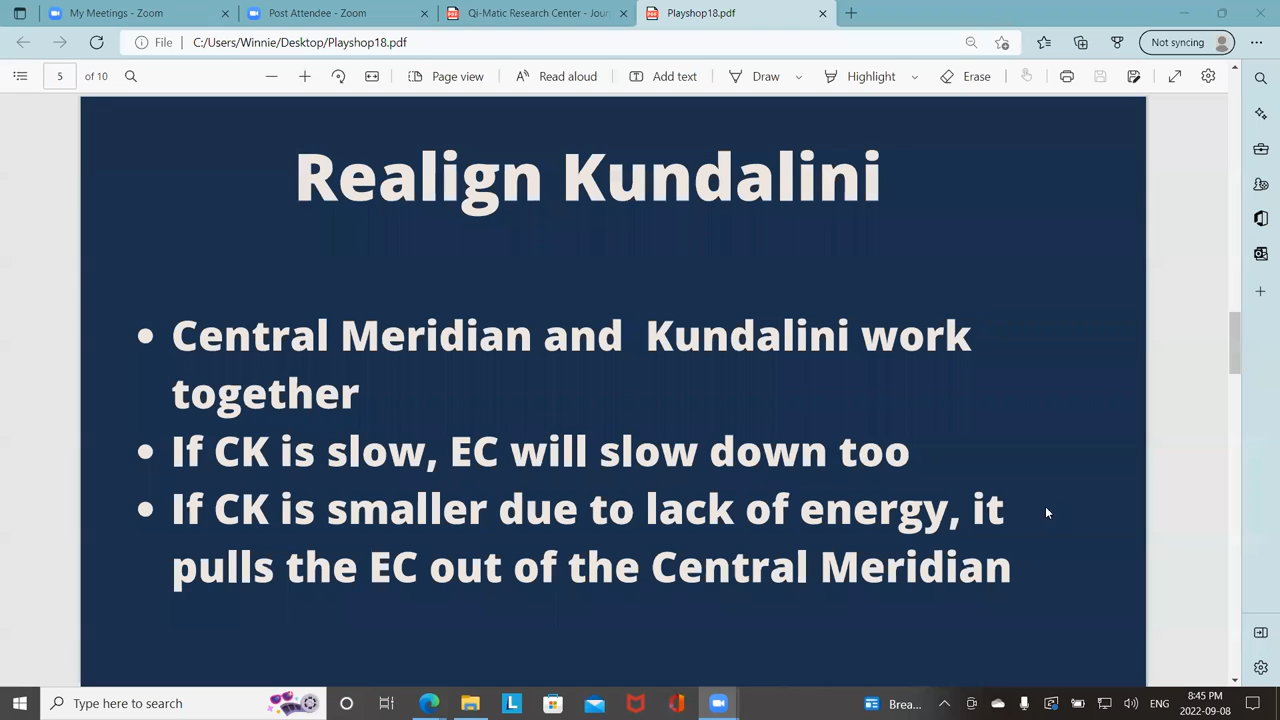 My Meetings - Zoom
Post Attendee - Zoom
Qi-Matic Research Center - Jour
Playshop18.pdf
File
C:/Users/Winnie/Desktop/Playshop18.pdf
Not syncing
5 of 10
Page view
Read aloud
Add text
Draw
Highlight
Erase
Realign Kundalini
• Central Meridian and Kundalini work
together
• If CK is slow, EC will slow down too
• If CK is smaller due to lack of energy, it
pulls the EC out of the Central Meridian
Type here to search
Brea...
ENG
8:45 PM
2022-09-08